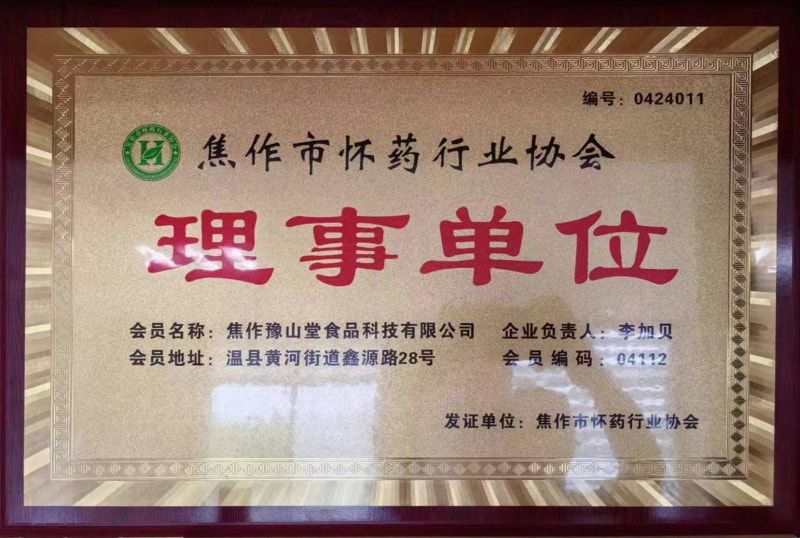 编号：0424011
焦作市怀药行业协会
理事单位
会员名称：焦作豫山堂食品科技有限公司 企业负责人：李加贝
会员地址：温县黄河街道鑫源路28号 会员编码：04112
发证单位：焦作市怀药行业协会